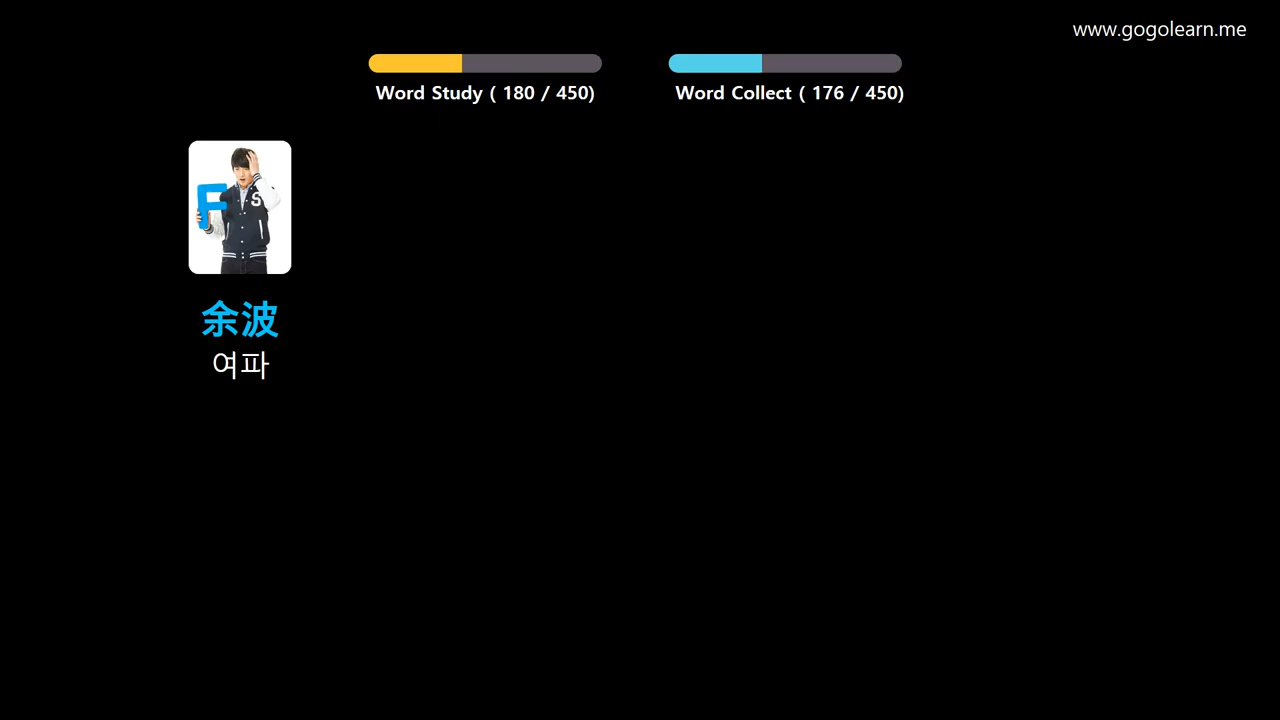 www.gogolearn.me
Word Study ( 180 / 450)
Word Collect ( 176 / 450)
F
S
余波
여파